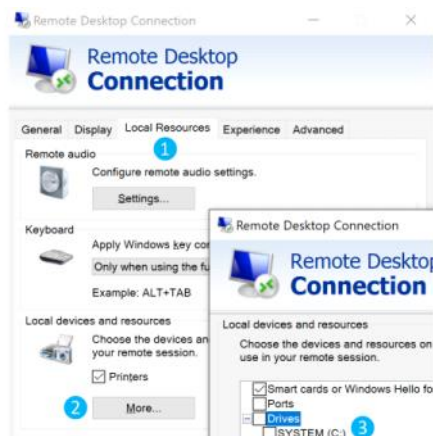 Remote Desktop Connection
Remote Desktop
Connection
General Display Local Resources Experience Advanced
1
Remote audio
Configure remote audio settings.
Settings...
Keyboard
Apply Windows key
Only when using the
Example: ALT+TAB
Local devices and resources
Choose the devices
your remote session.
Printers
2 More...
Remote Desktop Connection
Remote
Connection
Local devices and resources
Choose the devices and resources on
use in your remote session.
Smart cards or Windows Hello
Ports
Drives
SYSTEM (C:) 3